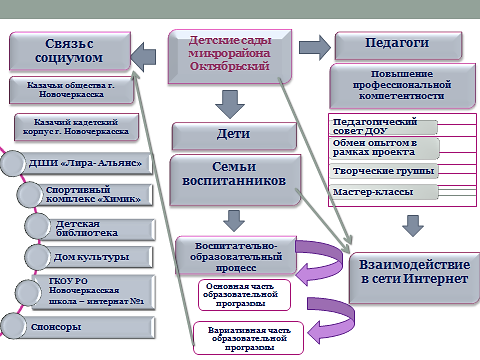 Связь с
социумом
Казачьи общества г.
Новочеркасска
Казачий кадетский
корпус г. Новочеркасска
ДШИ «Лира-Альянс»
Спортивный
комплекс «Химик»
Детская
библиотека
Дом культуры
ГКОУ РО
Новочеркасская
школа – интернат №1
Спонсоры
Детские сады
микрорайона
Октябрьский
Дети
Семьи
воспитанников
Воспитательно-
образовательный
процесс
Основная часть
образовательной
программы
Вариативная часть
образовательной
программы
Педагоги
Повышение
профессиональной
компетентности
Педагогический
совет ДОУ
Обмен опытом в
рамках проекта
Творческие группы
Мастер-классы
Взаимодействие
в сети Интернет